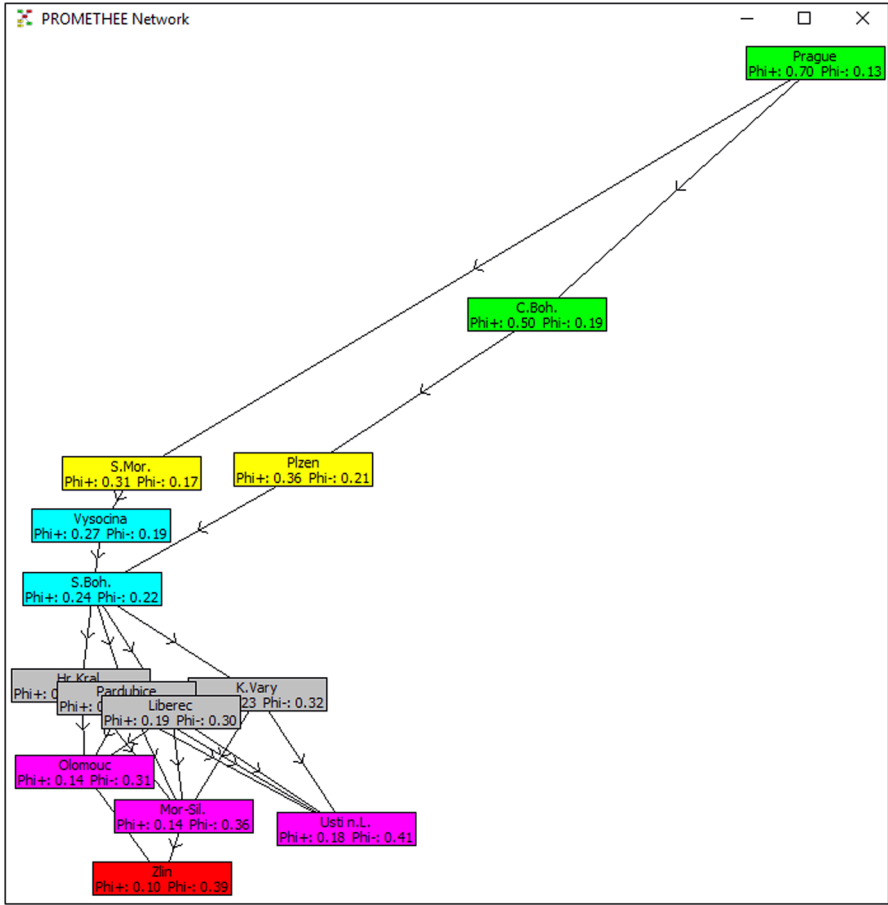 PROMETHEE Network
Prague
Phi+: 0.70 Phi-: 0.13
C.Boh.
Phi+: 0.50 Phi-: 0.19
S.Mor.
Phi+: 0.31 Phi-: 0.17
Plzen
Phi+: 0.36 Phi-: 0.21
Vysocina
Phi+: 0.27 Phi-: 0.19
S.Boh.
Phi+: 0.24 Phi-: 0.22
Hr.Kral.
Phi+:
Pardubice
Phi+:
K.Vary
23 Phi-: 0.32
Liberec
Phi+: 0.19 Phi-: 0.30
Olomouc
Phi+: 0.14 Phi-: 0.31
Mor-Sil.
Phi+: 0.14 Phi-: 0.36
Usti n.L.
Phi+: 0.18 Phi-: 0.41
Zlin
Phi+: 0.10 Phi-: 0.39